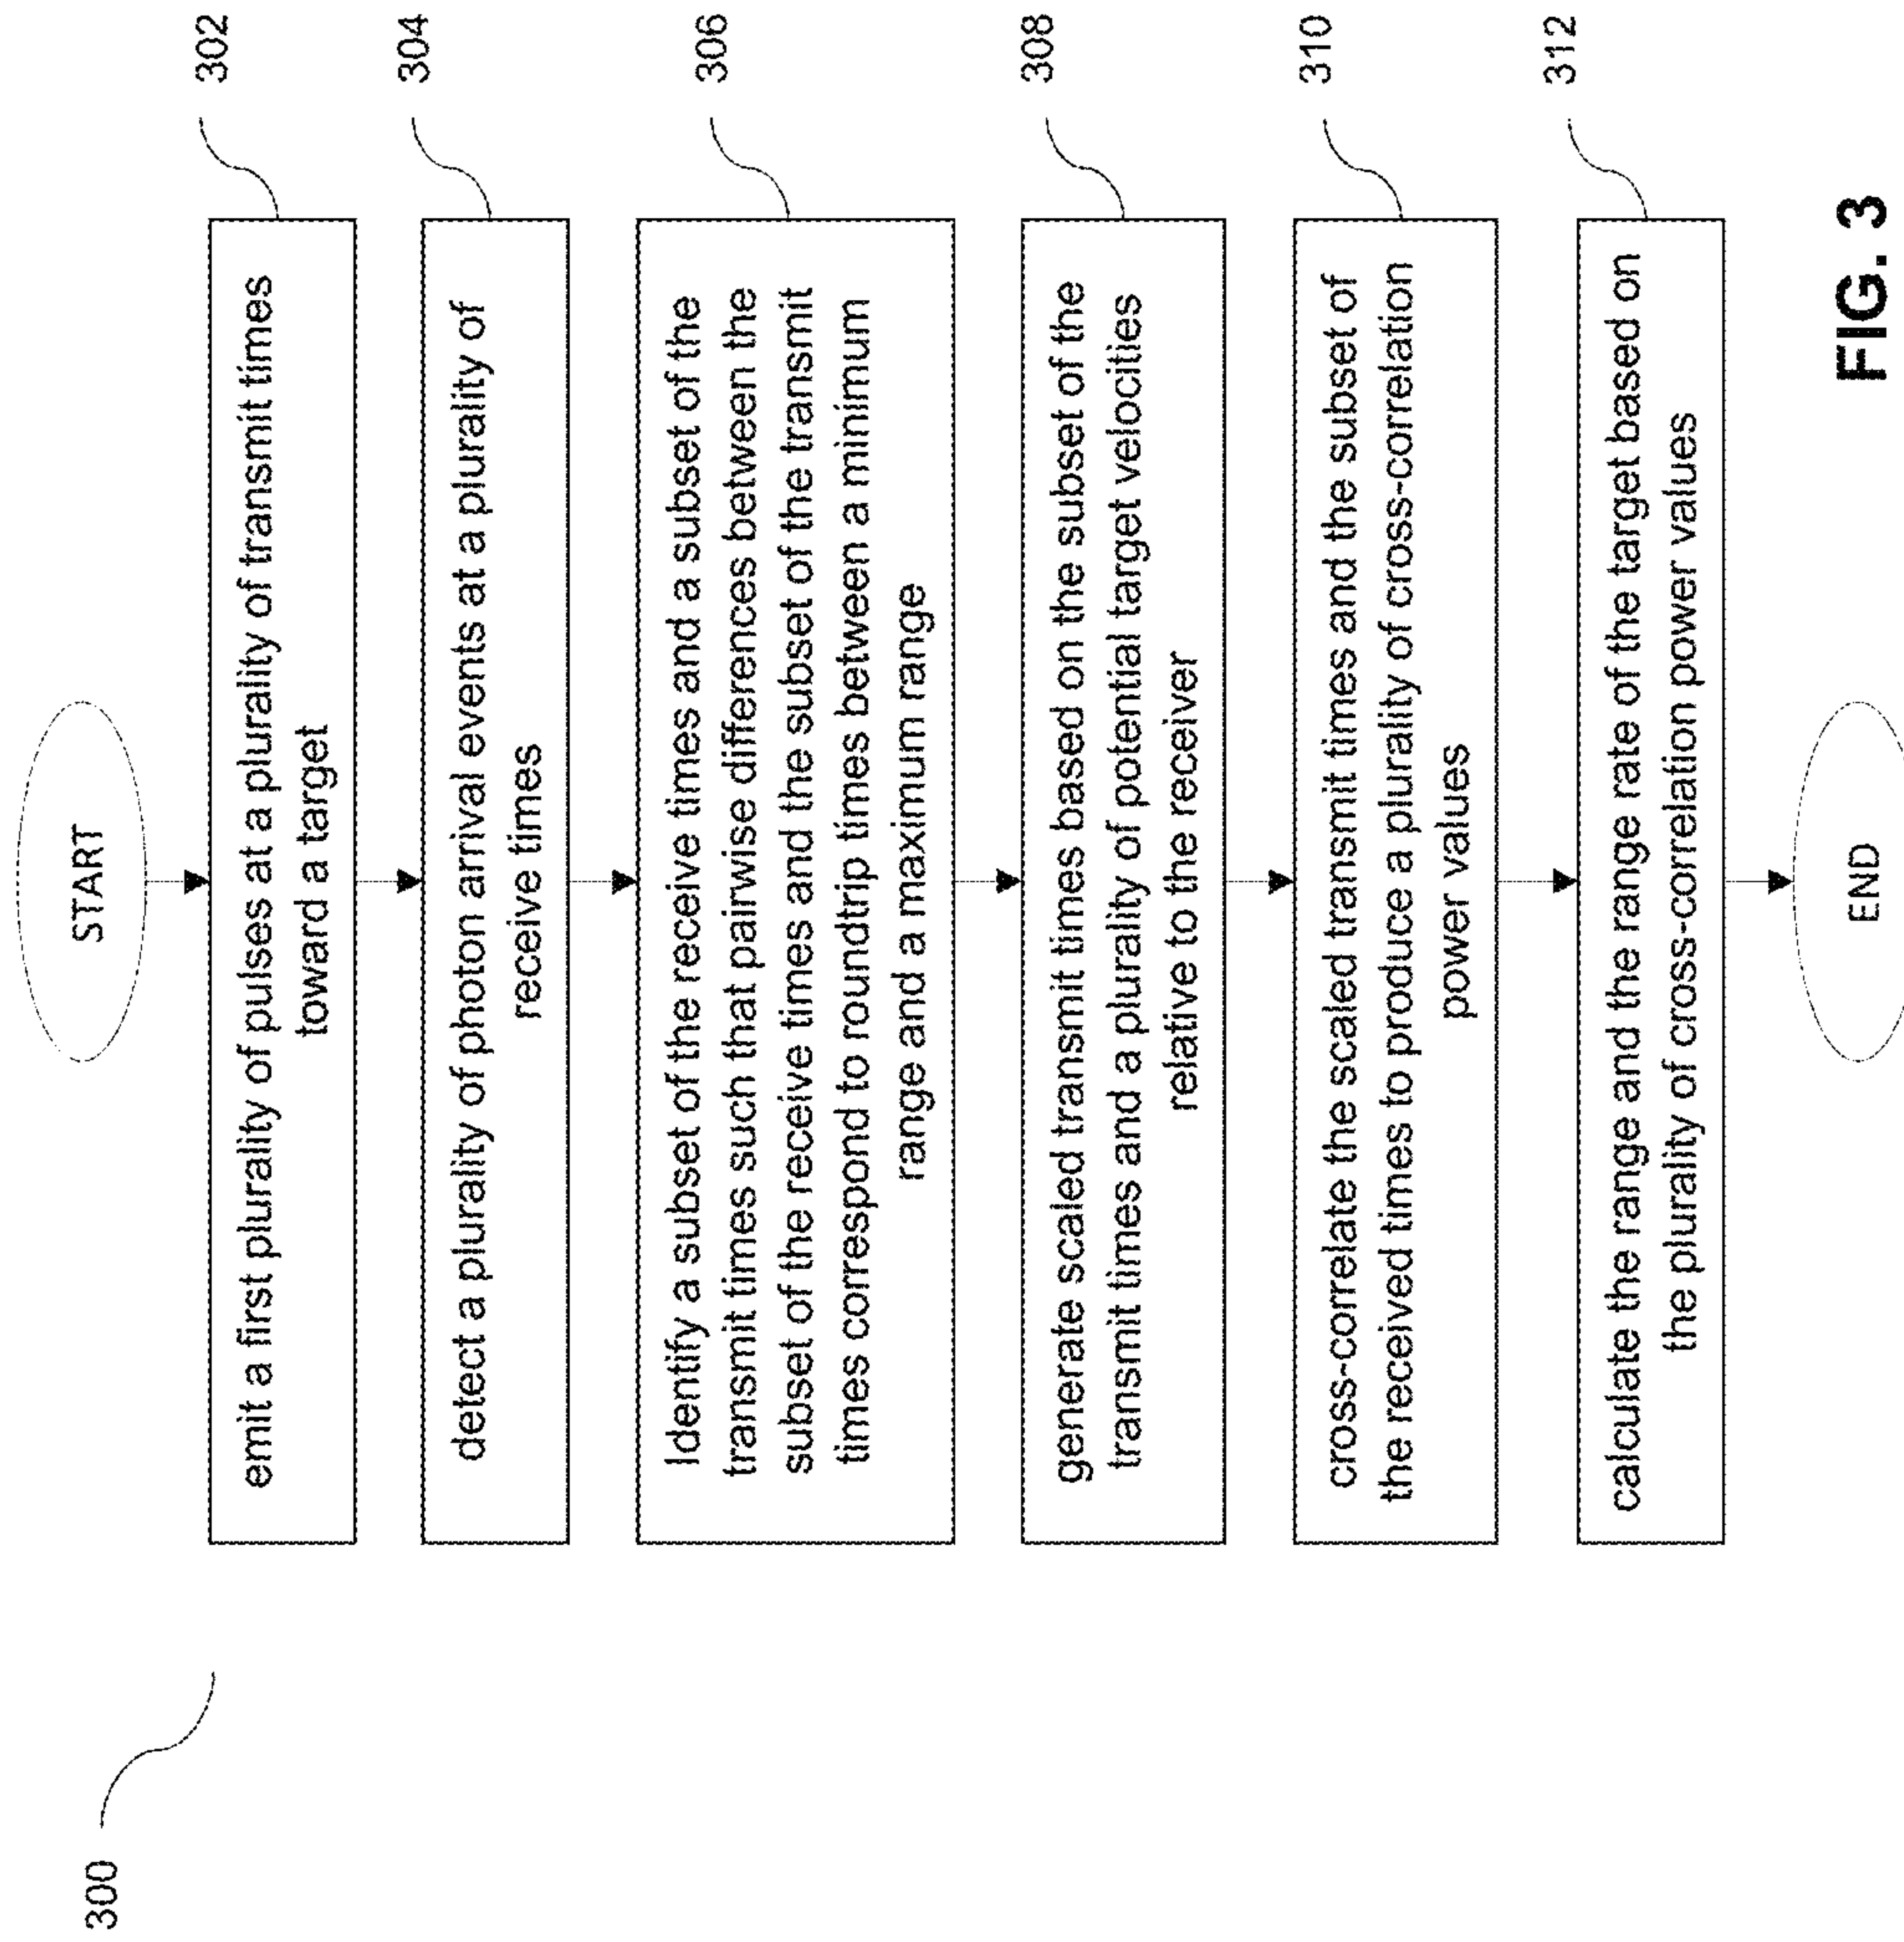 300
START
302
emit a first plurality of pulses at a plurality of transmit times
toward a target
304
detect a plurality of photon arrival events at a plurality of
receive times
306
Identify a subset of the receive times and a subset of the
transmit times such that pairwise differences between the
subset of the receive times and the subset of the transmit
times correspond to roundtrip times between a minimum
range and a maximum range
308
generate scaled transmit times based on the subset of the
transmit times and a plurality of potential target velocities
relative to the receiver
310
cross-correlate the scaled transmit times and the subset of
the received times to produce a plurality of cross-correlation
power values
312
calculate the range and the range rate of the target based on
the plurality of cross-correlation power values
END
FIG. 3